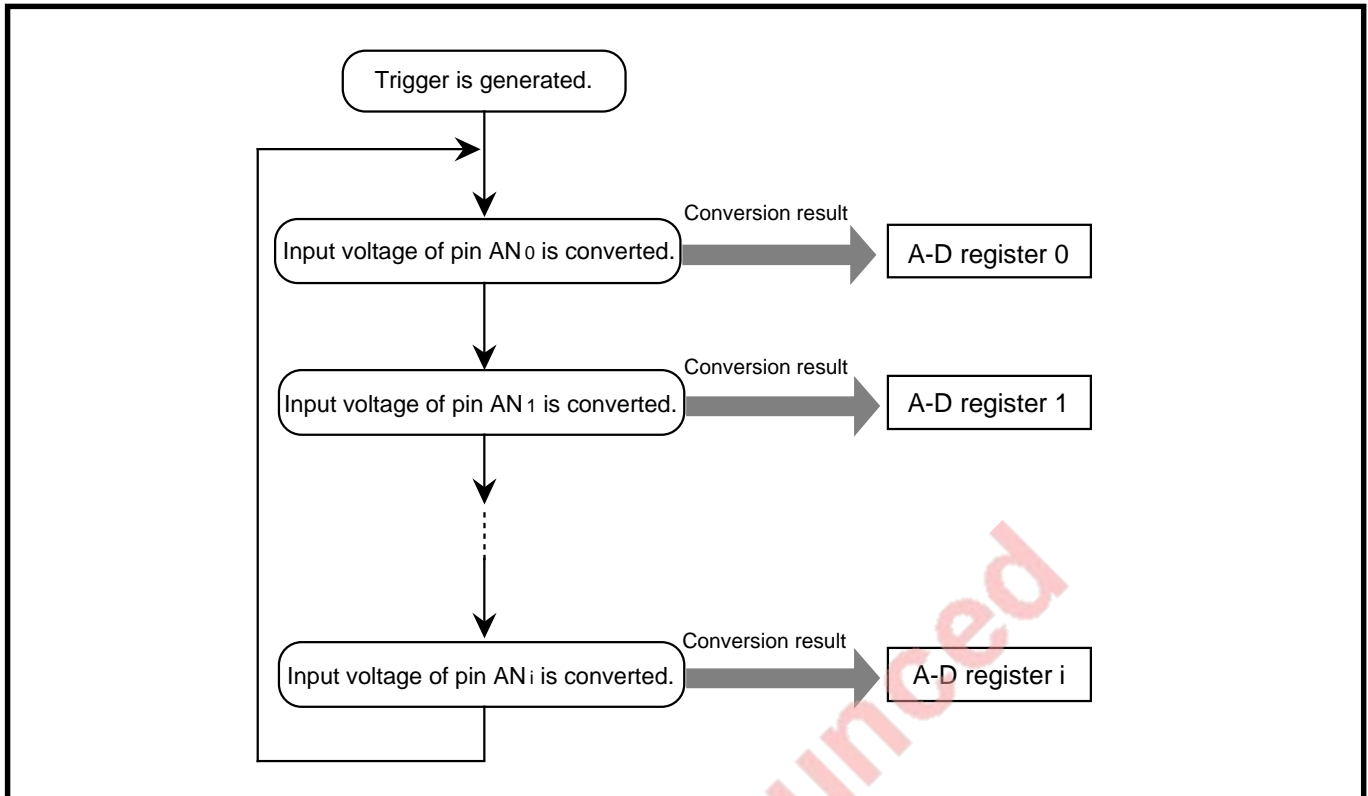 Trigger is generated.
Conversion result
Input voltage of pin AN0 is converted.
A-D register 0
Conversion result
Input voltage of pin AN1 is converted.
A-D register 1
Conversion result
Input voltage of pin ANi is converted.
A-D register i
unced